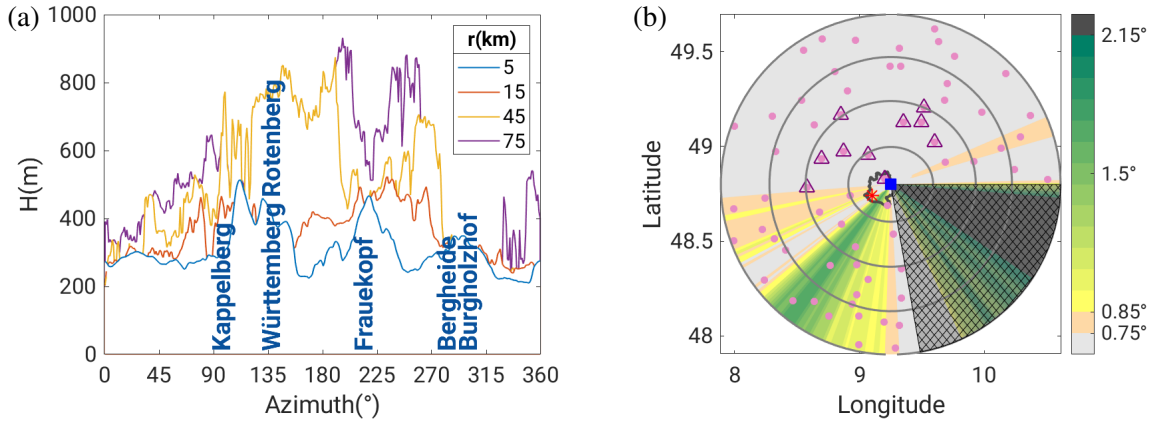 (a)
1000
800
600
400
200
0
H(m)
0 45 90 135 180 225 270 315 360
Azimuth(°)
r(km)
5
15
45
75
Kappelberg
Württemberg Rotenberg
Frauekopf
Bergheide
Burgholzhof
(b)
49.5
49
48.5
48
Latitude
8 9 10
Longitude
2.15°
1.5°
0.85°
0.75°